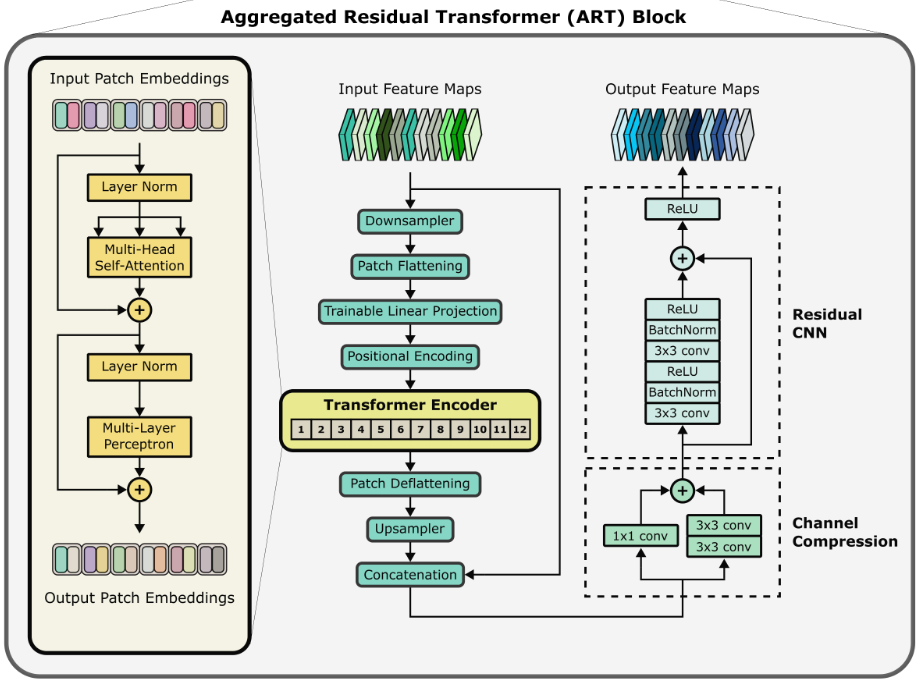 Aggregated Residual Transformer (ART) Block
Input Patch Embeddings
Layer Norm
Multi-Head
Self-Attention
+
Layer Norm
Multi-Layer
Perceptron
+
Output Patch Embeddings
Input Feature Maps
Downsampler
Patch Flattening
Trainable Linear Projection
Positional Encoding
Transformer Encoder
1 2 3 4 5 6 7 8 9 10 11 12
Patch Deflattening
Upsampler
Concatenation
Output Feature Maps
ReLU
+
ReLU
BatchNorm
3x3 conv
ReLU
BatchNorm
3x3 conv
Residual
CNN
+
1x1 conv
3x3 conv
3x3 conv
Channel
Compression